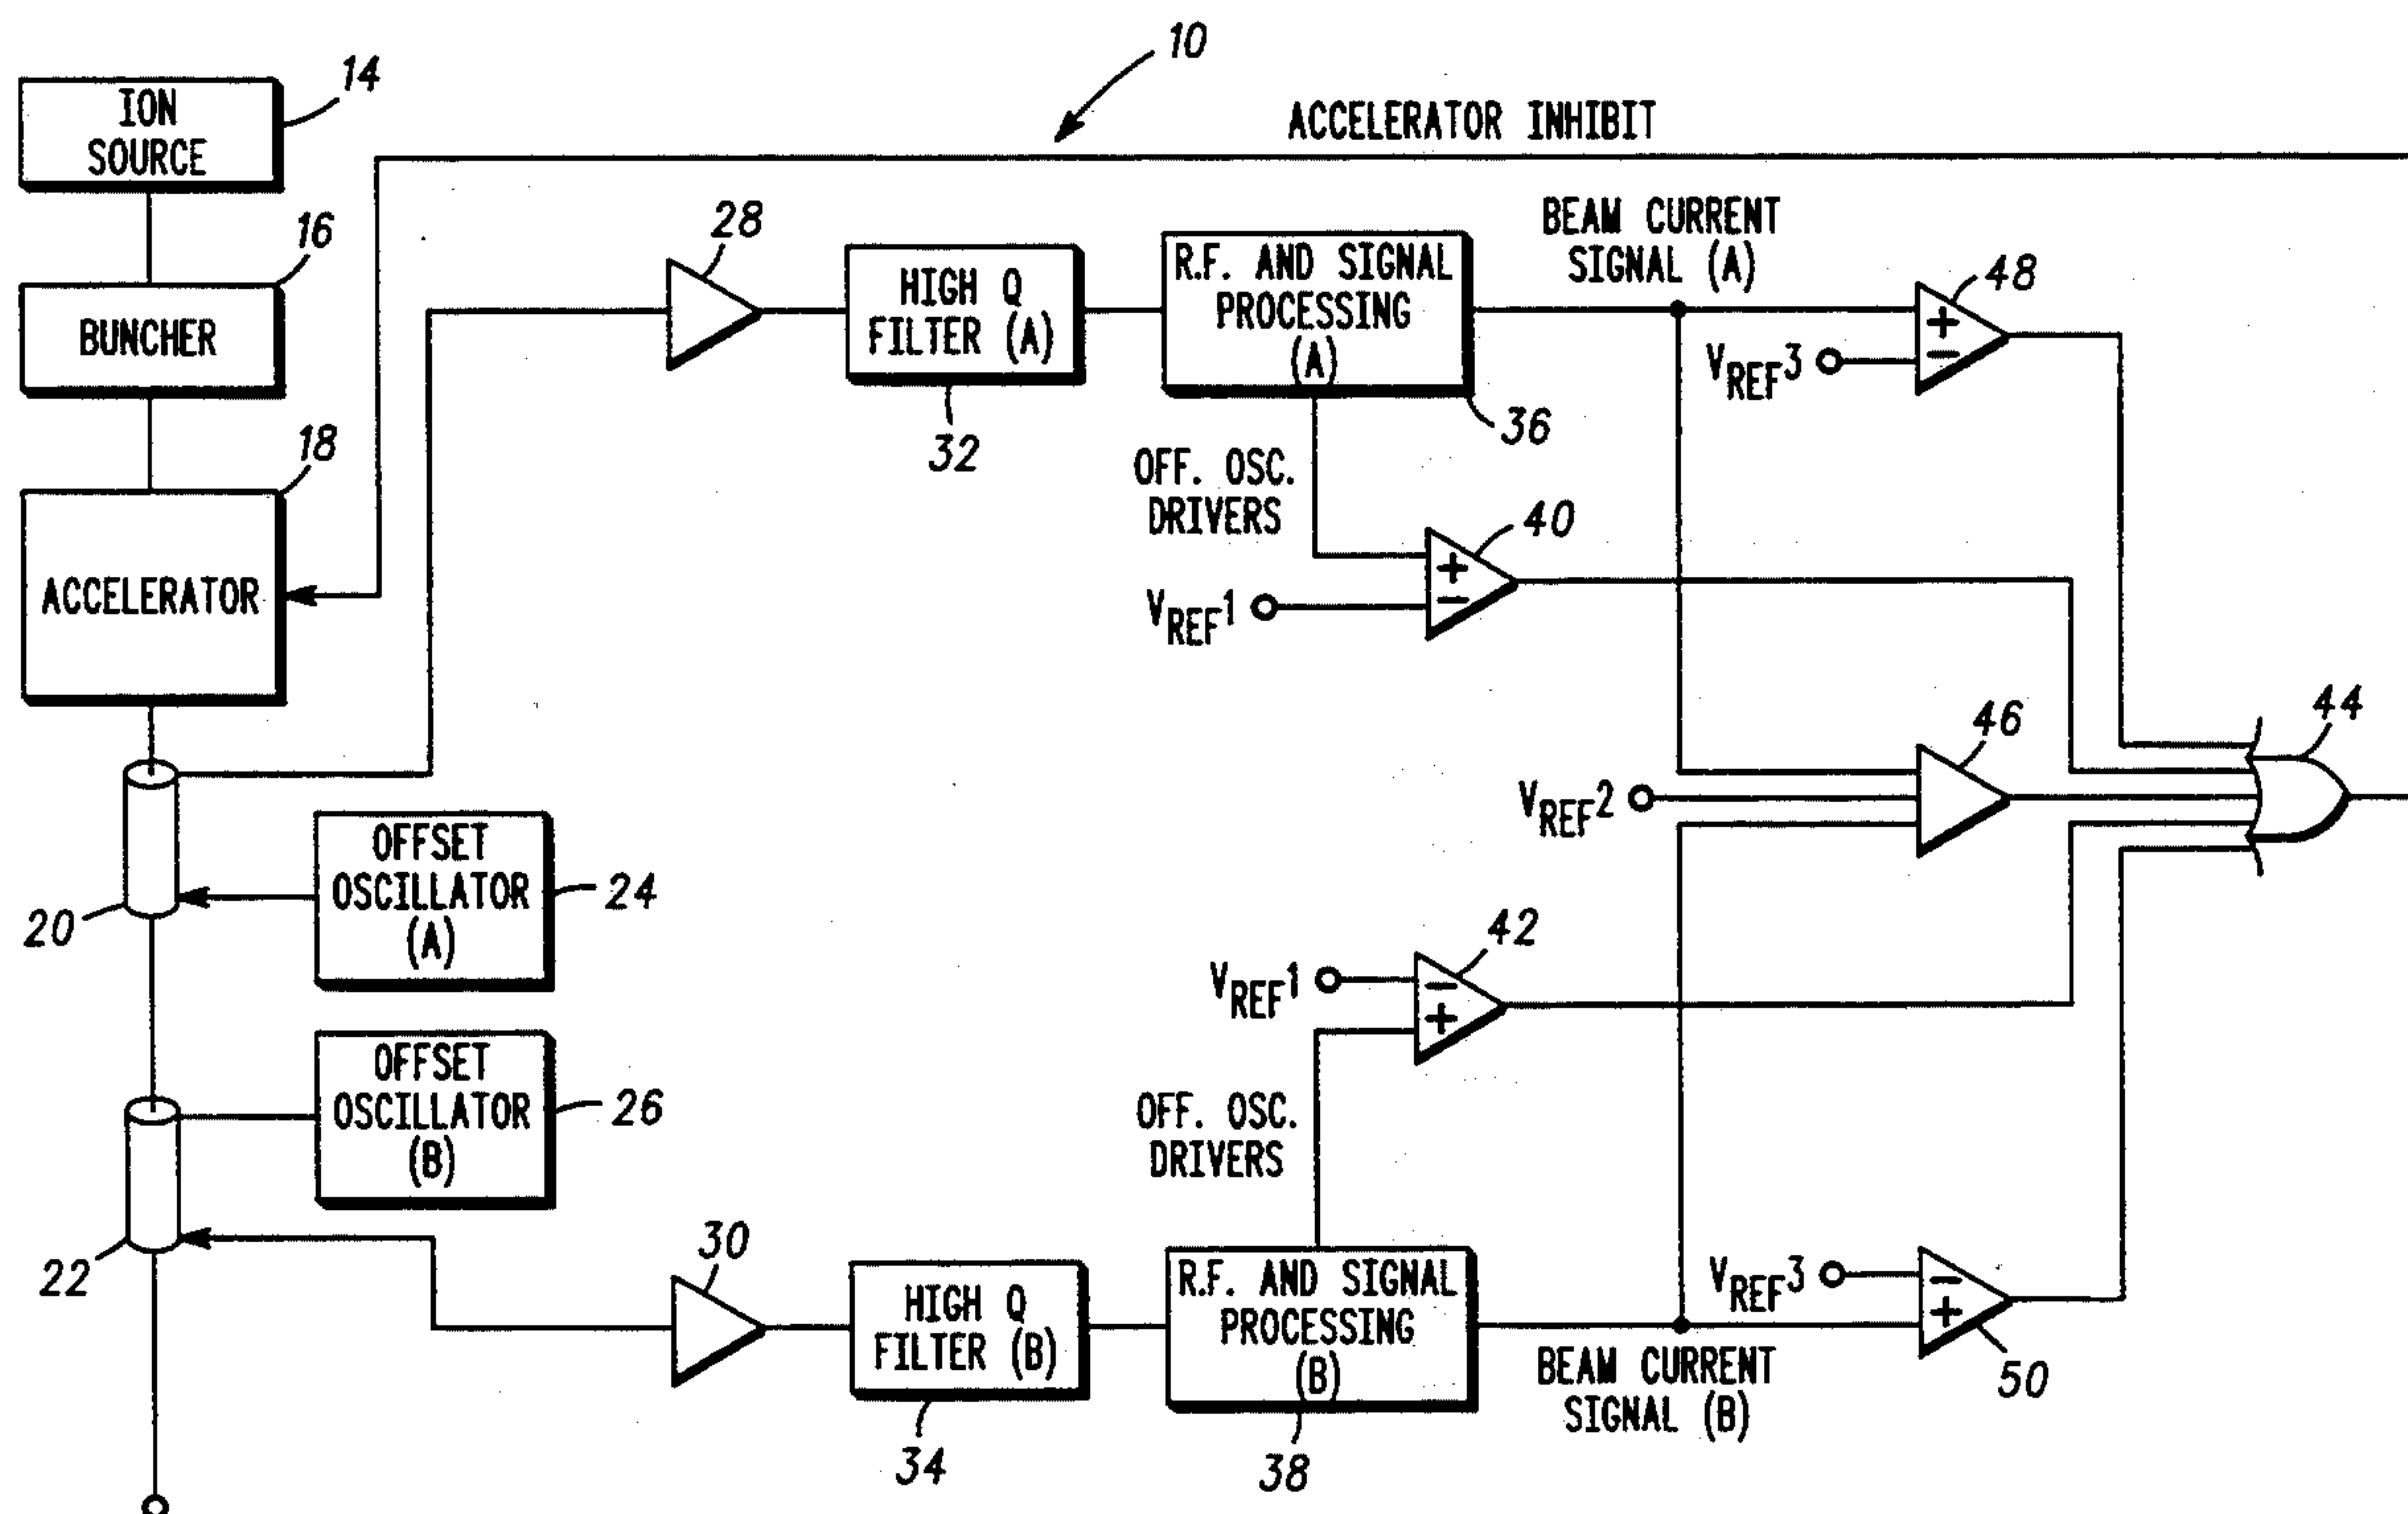 10
14
ION
SOURCE
ACCELERATOR INHIBIT
16
BUNCHER
28
HIGH Q
FILTER (A)
32
R.F. AND SIGNAL
PROCESSING
(A)
36
BEAM CURRENT
SIGNAL (A)
48
+
−
VREF3
18
ACCELERATOR
OFF. OSC.
DRIVERS
40
+
−
VREF1
46
VREF2
44
20
OFFSET
OSCILLATOR
(A)
24
42
VREF1
−
+
22
OFFSET
OSCILLATOR
(B)
26
OFF. OSC.
DRIVERS
30
HIGH Q
FILTER (B)
34
R.F. AND SIGNAL
PROCESSING
(B)
38
VREF3
−
+
50
BEAM CURRENT
SIGNAL (B)